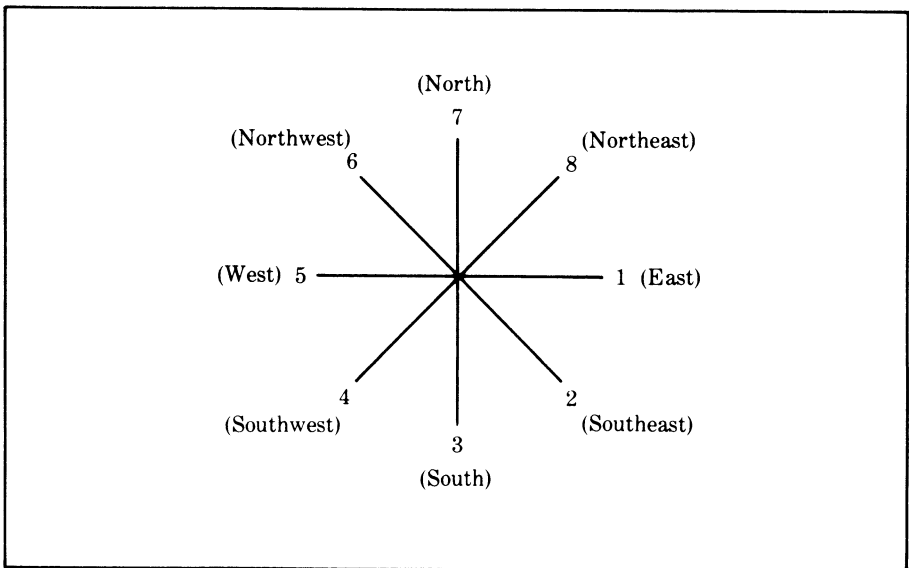 (North)
7
(Northwest)
6
(Northeast)
8
(West) 5
1 (East)
4
(Southwest)
2
(Southeast)
3
(South)